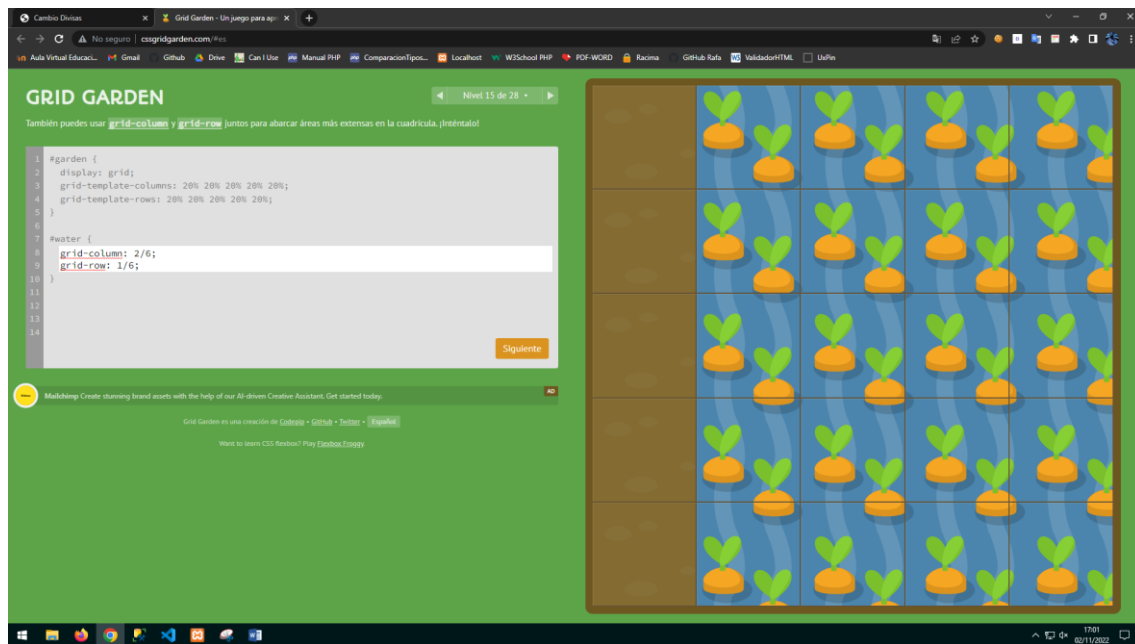 Cambio Divisas
Grid Garden - Un juego para apr
No seguro | cssgridgarden.com/#es
Aula Virtual Educaci... Gmail Github Drive Can I Use Manual PHP ComparacionTipos... Localhost W3School PHP PDF-WORD Racima GitHub Rafa ValidadorHTML UxPin
GRID GARDEN
Nivel 15 de 28
También puedes usar grid-column y grid-row juntos para abarcar áreas más extensas en la cuadrícula. ¡Inténtalo!
1 #garden {
2 display: grid;
3 grid-template-columns: 20% 20% 20% 20% 20%;
4 grid-template-rows: 20% 20% 20% 20% 20%;
5 }
6
7 #water {
8 grid-column: 2/6;
9 grid-row: 1/6;
10 }
11
12
13
14
Siguiente
Mailchimp Create stunning brand assets with the help of our AI-driven Creative Assistant. Get started today.
AD
Grid Garden es una creación de Codepip • GitHub • Twitter • Español
Want to learn CSS flexbox? Play Flexbox Froggy.
17:01
02/11/2022